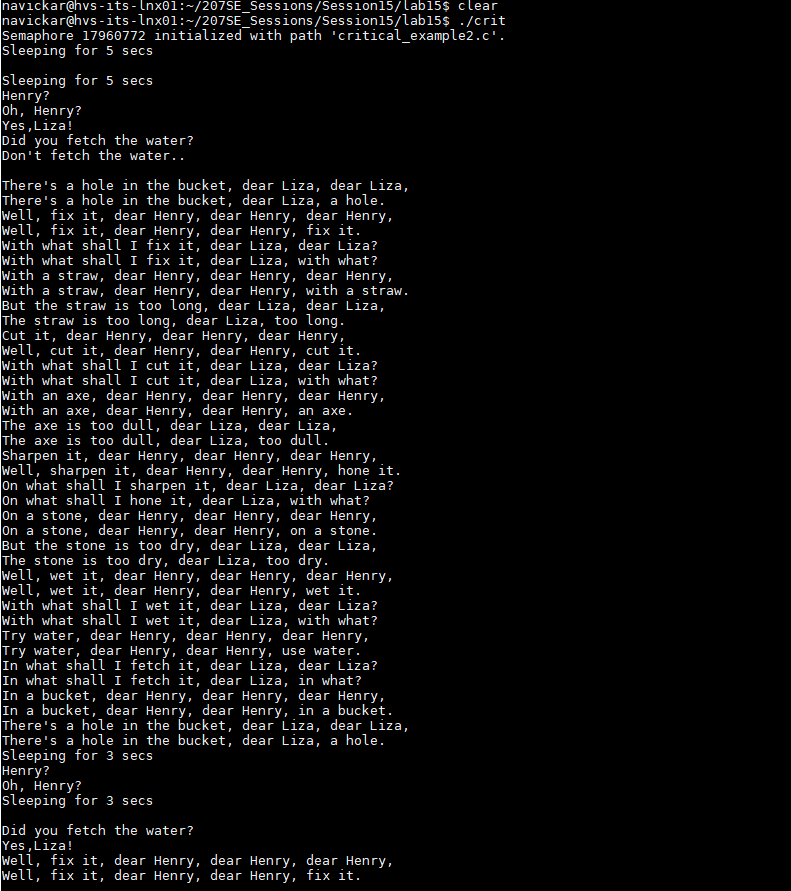 navickar@hvs-its-lnx01:~/207SE_Sessions/Session15/lab15$ clear
navickar@hvs-its-lnx01:~/207SE_Sessions/Session15/lab15$ ./crit
Semaphore 17960772 initialized with path 'critical_example2.c'.
Sleeping for 5 secs
Sleeping for 5 secs
Henry?
Oh, Henry?
Yes,Liza!
Did you fetch the water?
Don't fetch the water..
There's a hole in the bucket, dear Liza, dear Liza,
There's a hole in the bucket, dear Liza, a hole.
Well, fix it, dear Henry, dear Henry, dear Henry,
Well, fix it, dear Henry, dear Henry, fix it.
With what shall I fix it, dear Liza, dear Liza?
With what shall I fix it, dear Liza, with what?
With a straw, dear Henry, dear Henry, dear Henry,
With a straw, dear Henry, dear Henry, with a straw.
But the straw is too long, dear Liza, dear Liza,
The straw is too long, dear Liza, too long.
Cut it, dear Henry, dear Henry, dear Henry,
Well, cut it, dear Henry, dear Henry, cut it.
With what shall I cut it, dear Liza, dear Liza?
With what shall I cut it, dear Liza, with what?
With an axe, dear Henry, dear Henry, dear Henry,
With an axe, dear Henry, dear Henry, an axe.
The axe is too dull, dear Liza, dear Liza,
The axe is too dull, dear Liza, too dull.
Sharpen it, dear Henry, dear Henry, dear Henry,
Well, sharpen it, dear Henry, dear Henry, hone it.
On what shall I sharpen it, dear Liza, dear Liza?
On what shall I hone it, dear Liza, with what?
On a stone, dear Henry, dear Henry, dear Henry,
On a stone, dear Henry, dear Henry, on a stone.
But the stone is too dry, dear Liza, dear Liza,
The stone is too dry, dear Liza, too dry.
Well, wet it, dear Henry, dear Henry, dear Henry,
Well, wet it, dear Henry, dear Henry, wet it.
With what shall I wet it, dear Liza, dear Liza?
With what shall I wet it, dear Liza, with what?
Try water, dear Henry, dear Henry, dear Henry,
Try water, dear Henry, dear Henry, use water.
In what shall I fetch it, dear Liza, dear Liza?
In what shall I fetch it, dear Liza, in what?
In a bucket, dear Henry, dear Henry, dear Henry,
In a bucket, dear Henry, dear Henry, in a bucket.
There's a hole in the bucket, dear Liza, dear Liza,
There's a hole in the bucket, dear Liza, a hole.
Sleeping for 3 secs
Henry?
Oh, Henry?
Sleeping for 3 secs
Did you fetch the water?
Yes,Liza!
Well, fix it, dear Henry, dear Henry, dear Henry,
Well, fix it, dear Henry, dear Henry, fix it.